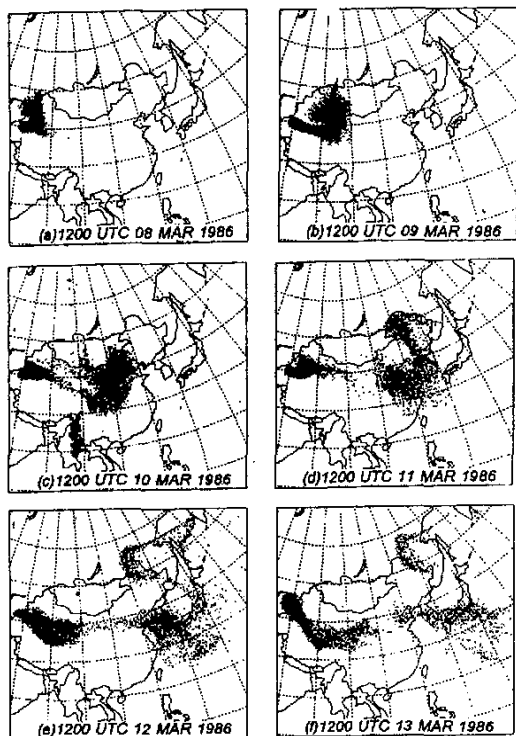 (a)1200 UTC 08 MAR 1986
(b)1200 UTC 09 MAR 1986
(c)1200 UTC 10 MAR 1986
(d)1200 UTC 11 MAR 1986
(e)1200 UTC 12 MAR 1986
(f)1200 UTC 13 MAR 1986